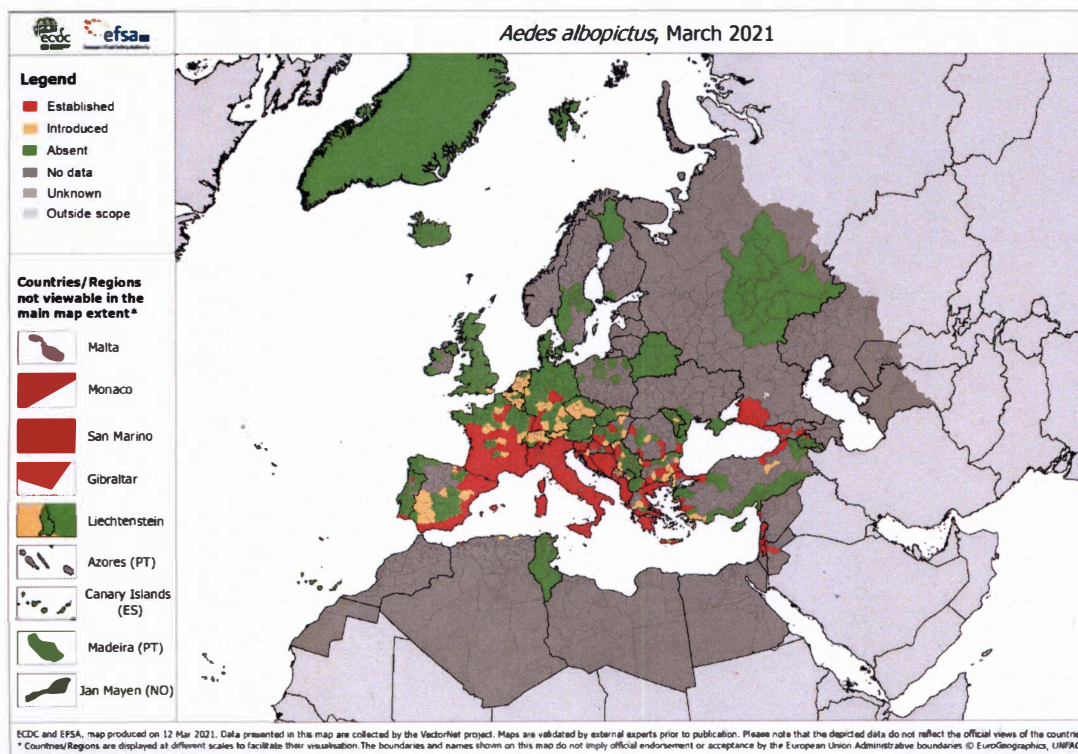 ecdc
efsa
Aedes albopictus, March 2021
Legend
Established
Introduced
Absent
No data
Unknown
Outside scope
Countries/Regions
not viewable in the
main map extent*
Malta
Monaco
San Marino
Gibraltar
Liechtenstein
Azores (PT)
Canary Islands
(ES)
Madeira (PT)
Jan Mayen (NO)
ECDC and EFSA, map produced on 12 Mar 2021. Data presented in this map are collected by the VectorNet project. Maps are validated by external experts prior to publication. Please note that the depicted data do not reflect the official views of the countrie
* Countries/Regions are displayed at different scales to facilitate their visualisation. The boundaries and names shown on this map do not imply official endorsement or acceptance by the European Union. Administrative boundaries © EuroGeographics, UNFAO